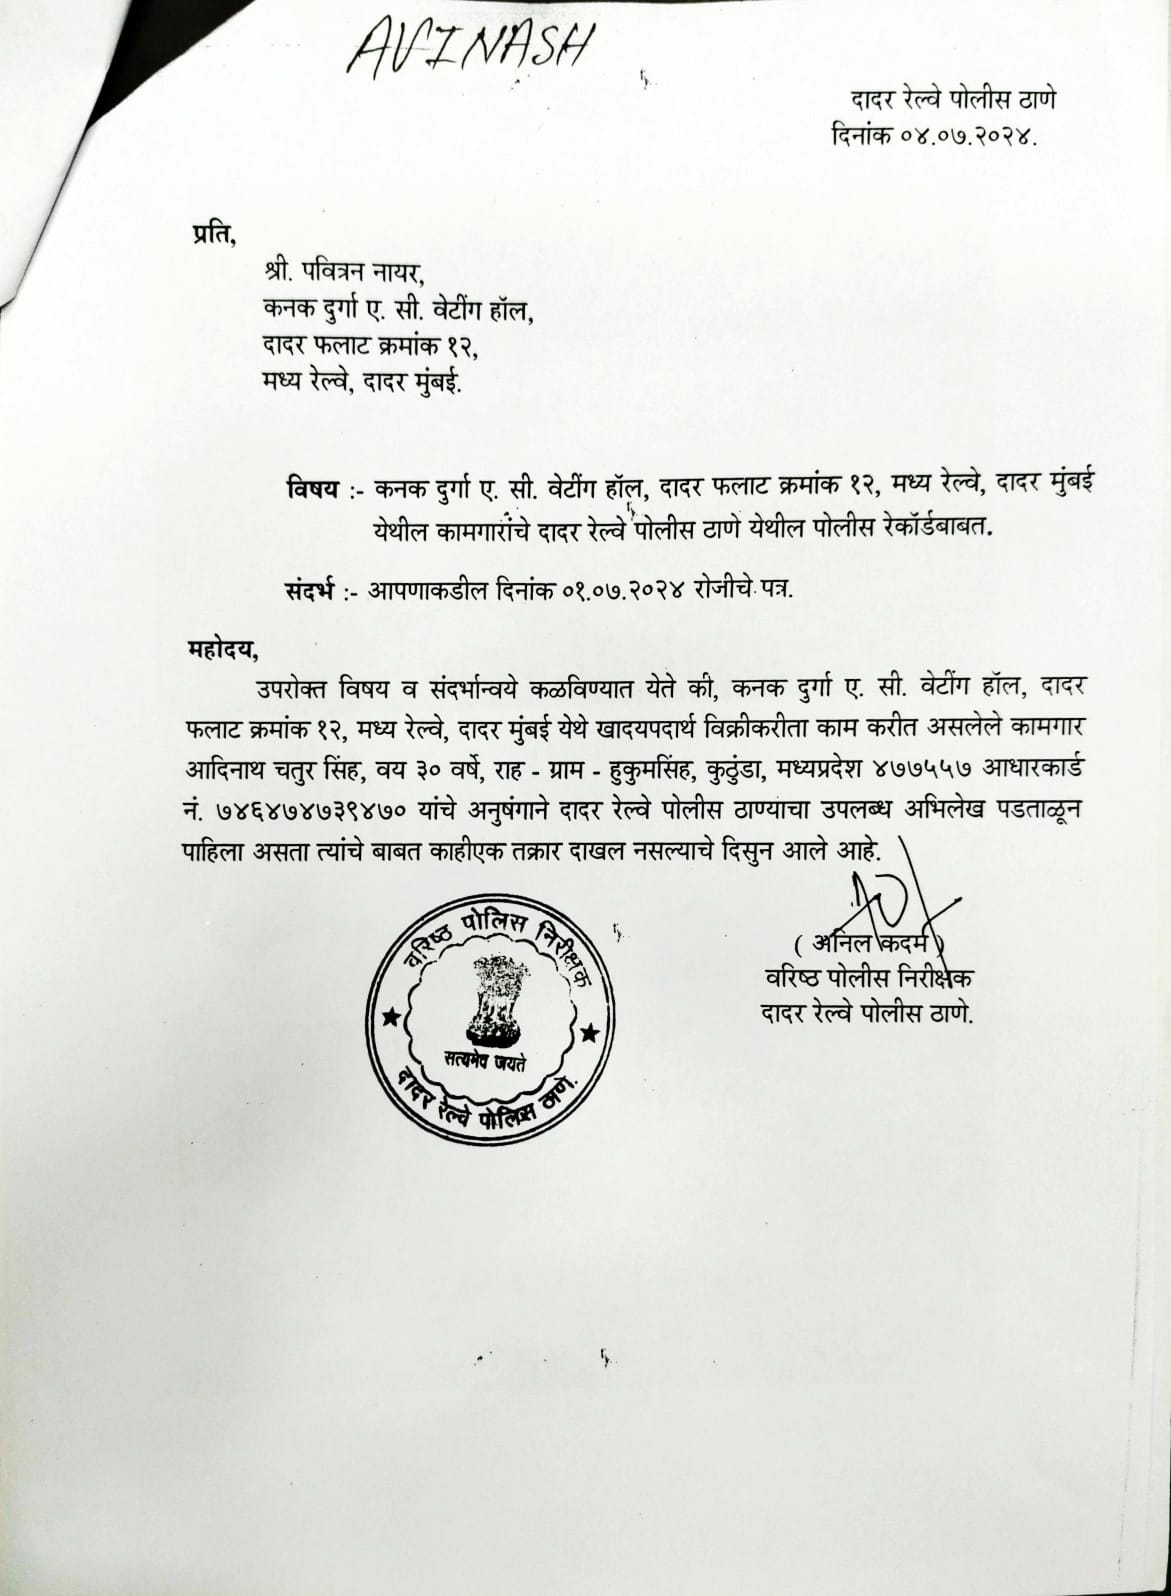 AVINASH
दादर रेल्वे पोलीस ठाणे
दिनांक ०४.०७.२०२४.
प्रति,
श्री. पवित्रन नायर,
कनक दुर्गा ए. सी. वेटींग हॉल,
दादर फलाट क्रमांक १२,
मध्य रेल्वे, दादर मुंबई.
विषय :- कनक दुर्गा ए. सी. वेटींग हॉल, दादर फलाट क्रमांक १२, मध्य रेल्वे, दादर मुंबई
येथील कामगारांचे दादर रेल्वे पोलीस ठाणे येथील पोलीस रेकॉर्डबाबत.
संदर्भ :- आपणाकडील दिनांक ०१.०७.२०२४ रोजीचे पत्र.
महोदय,
उपरोक्त विषय व संदर्भान्वये कळविण्यात येते की, कनक दुर्गा ए. सी. वेटींग हॉल, दादर
फलाट क्रमांक १२, मध्य रेल्वे, दादर मुंबई येथे खादयपदार्थ विक्रीकरीता काम करीत असलेले कामगार
आदिनाथ चतुर सिंह, वय ३० वर्षे, राह - ग्राम - हुकुमसिंह, कुठुंडा, मध्यप्रदेश ४७७५५७ आधारकार्ड
नं. ७४६४७४७३९४७० यांचे अनुषंगाने दादर रेल्वे पोलीस ठाण्याचा उपलब्ध अभिलेख पडताळून
पाहिला असता त्यांचे बाबत काहीएक तक्रार दाखल नसल्याचे दिसुन आले आहे.
( अनिल कदम )
वरिष्ठ पोलीस निरीक्षक
दादर रेल्वे पोलीस ठाणे.
वरिष्ठ पोलिस निरीक्षक
सत्यमेव जयते
दादर रेल्वे पोलिस ठाणे.